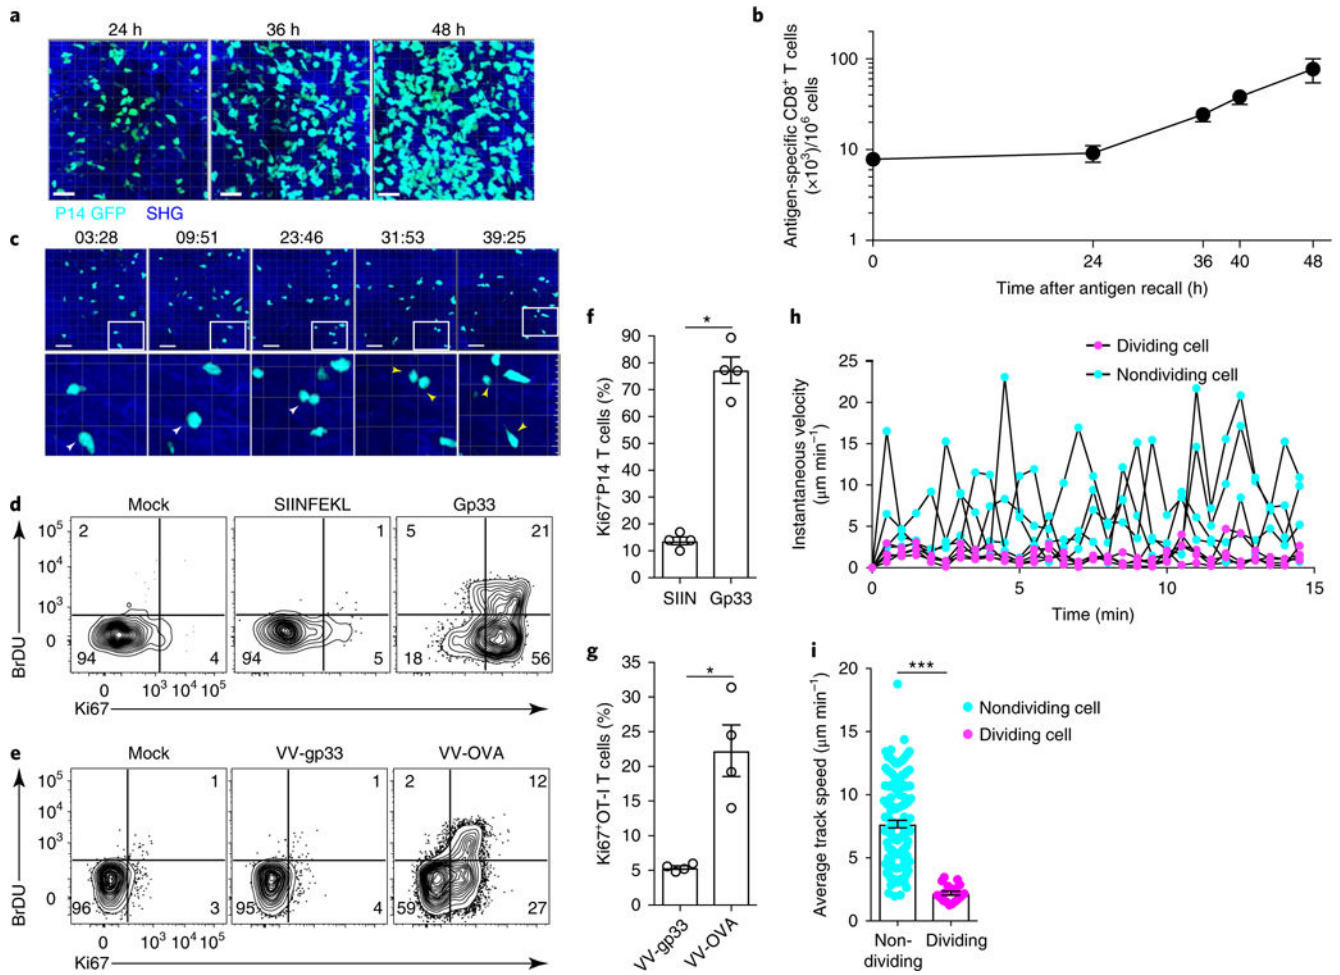 a
24 h 36 h 48 h
P14 GFP SHG
b
Antigen-specific CD8⁺ T cells
(×10³)/10⁶ cells
100
10
1
0 24 36 40 48
Time after antigen recall (h)
c
03:28 09:51 23:46 31:53 39:25
d
Mock SIINFEKL Gp33
BrDU
10⁵
10⁴
10³
0
2
94 4
1
94 5
5 21
18 56
0 10³ 10⁴ 10⁵
Ki67
e
Mock VV-gp33 VV-OVA
BrDU
10⁵
10⁴
10³
0
1
96 3
1
95 4
2 12
59 27
0 10³ 10⁴ 10⁵
Ki67
f
Ki67⁺P14 T cells (%)
90
80
70
60
50
40
30
20
10
0
*
SIIN Gp33
g
Ki67⁺OT-I T cells (%)
35
30
25
20
15
10
5
0
*
VV-gp33 VV-OVA
h
Dividing cell
Nondividing cell
Instantaneous velocity
(μm min⁻¹)
25
20
15
10
5
0
0 5 10 15
Time (min)
i
Average track speed (μm min⁻¹)
20
15
10
5
0
***
Nondividing cell
Dividing cell
Non-
dividing
Dividing